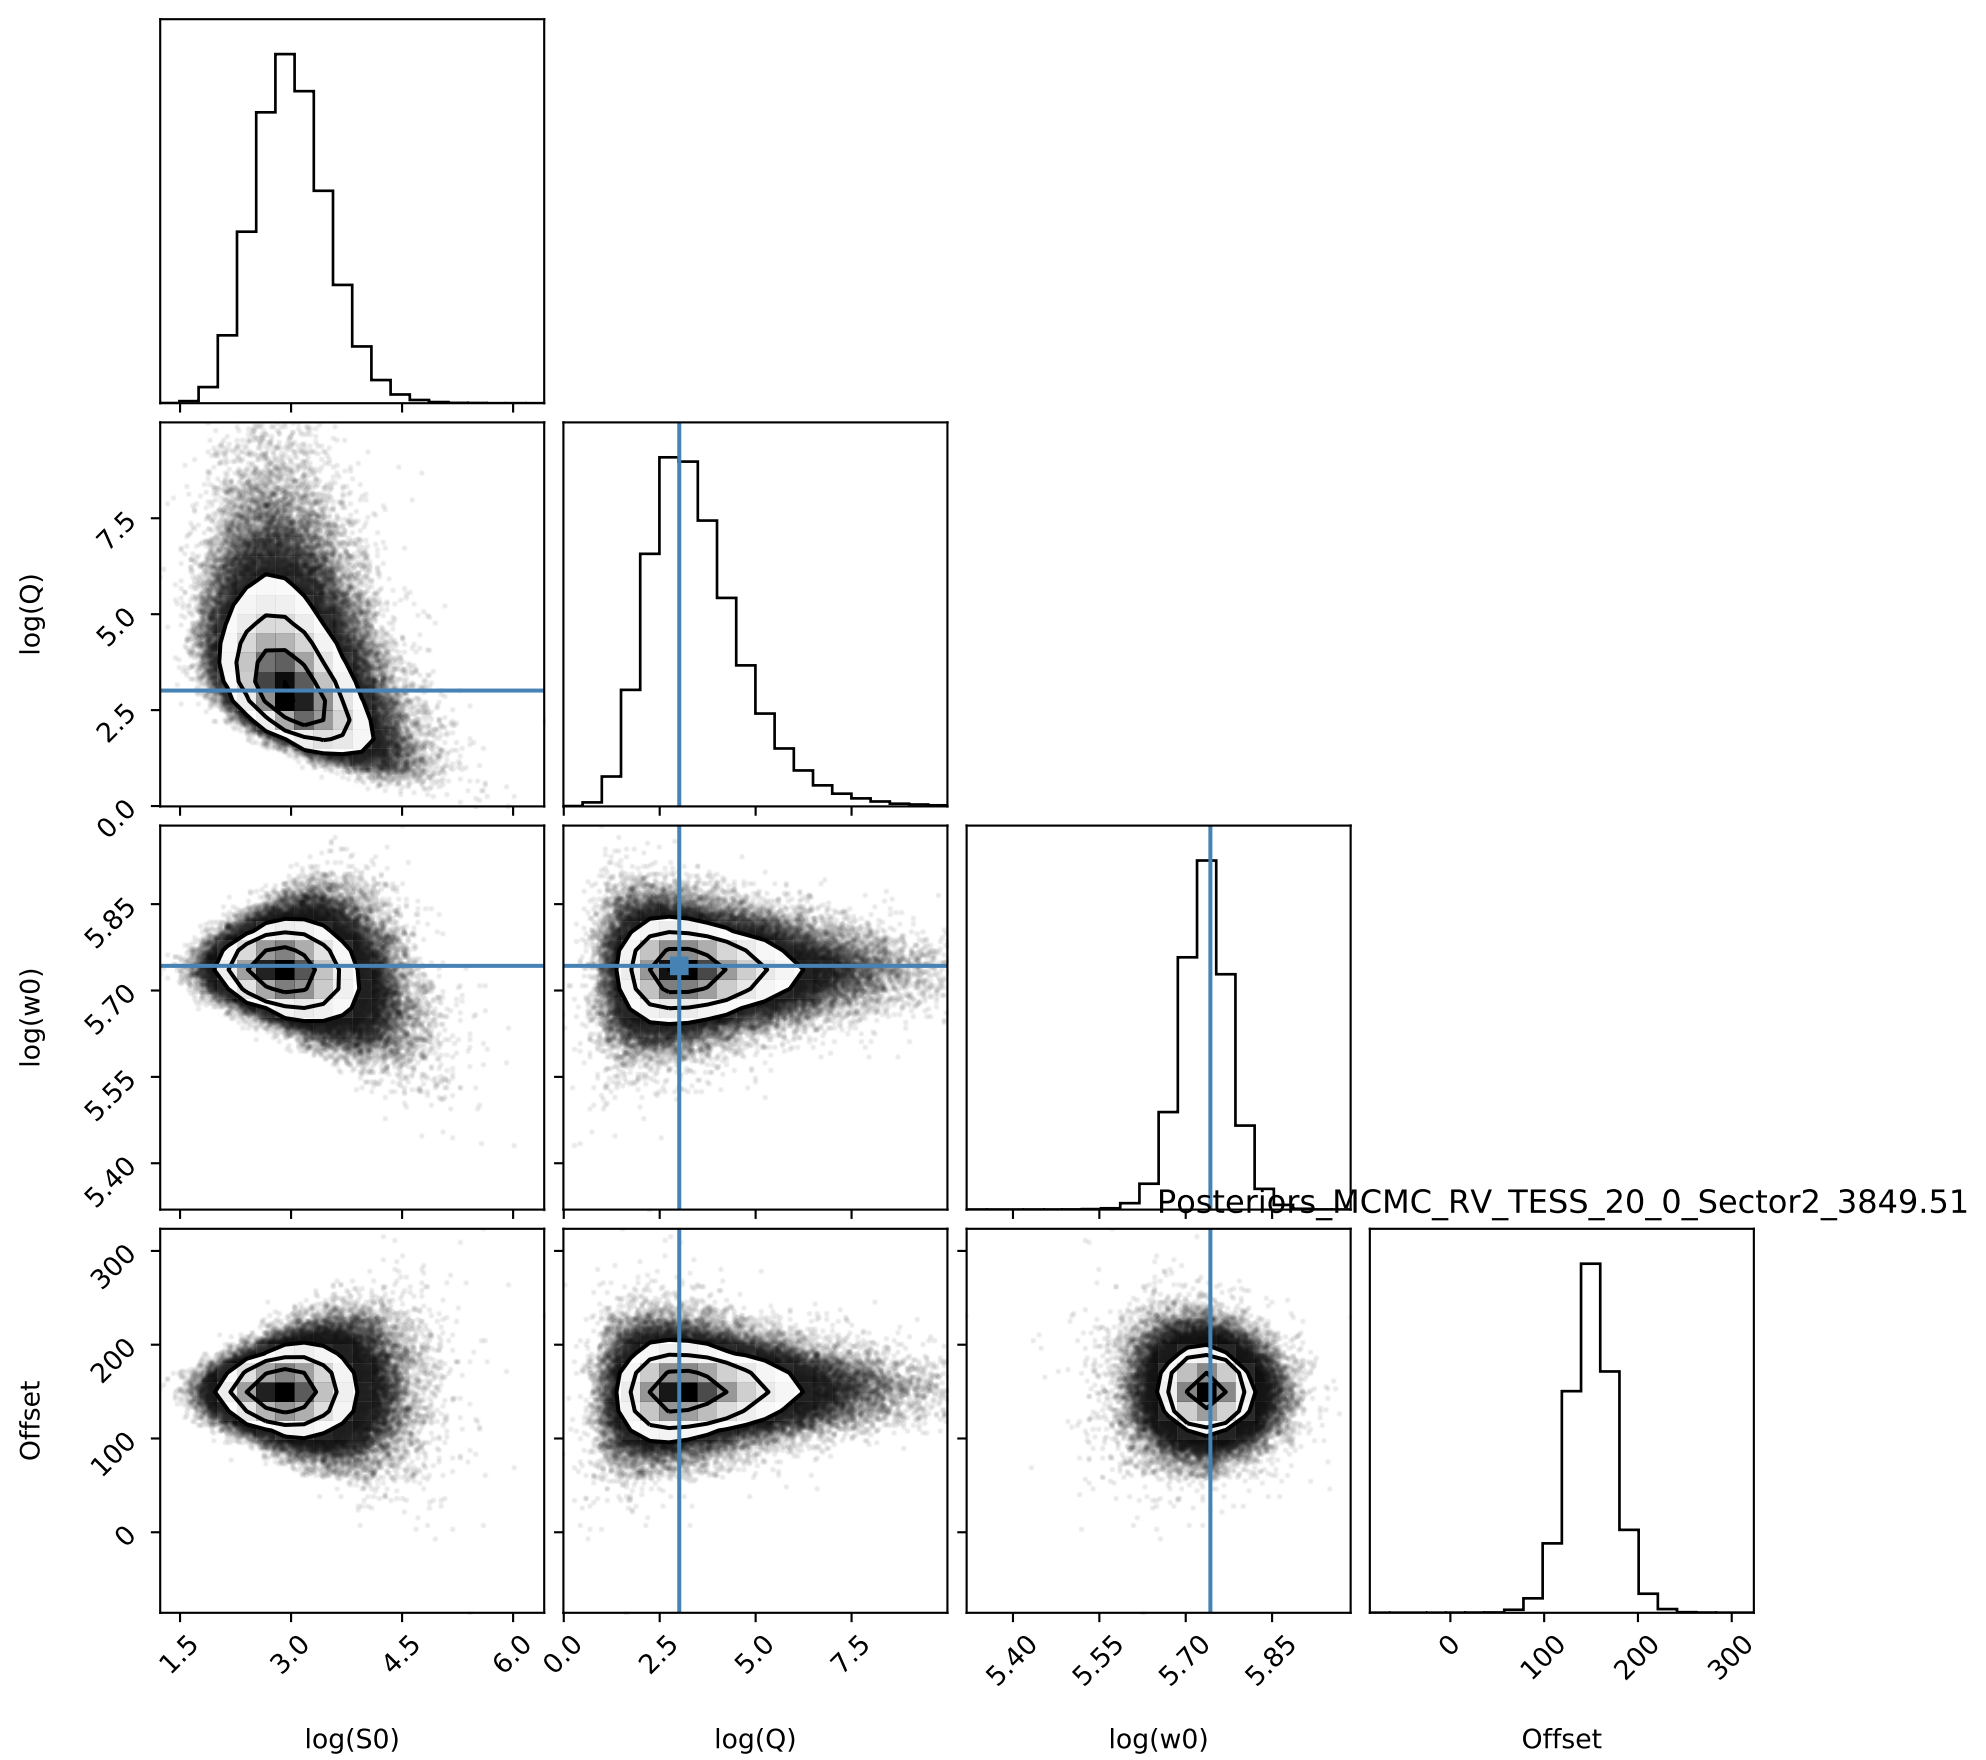 log(Q)
7.5
5.0
2.5
0.0
log(w0)
5.85
5.70
5.55
5.40
Posteriors_MCMC_RV_TESS_20_0_Sector2_3849.51
Offset
300
200
100
0
1.5 3.0 4.5 6.0 0.0 2.5 5.0 7.5 5.40 5.55 5.70 5.85 0 100 200 300
log(S0) log(Q) log(w0) Offset